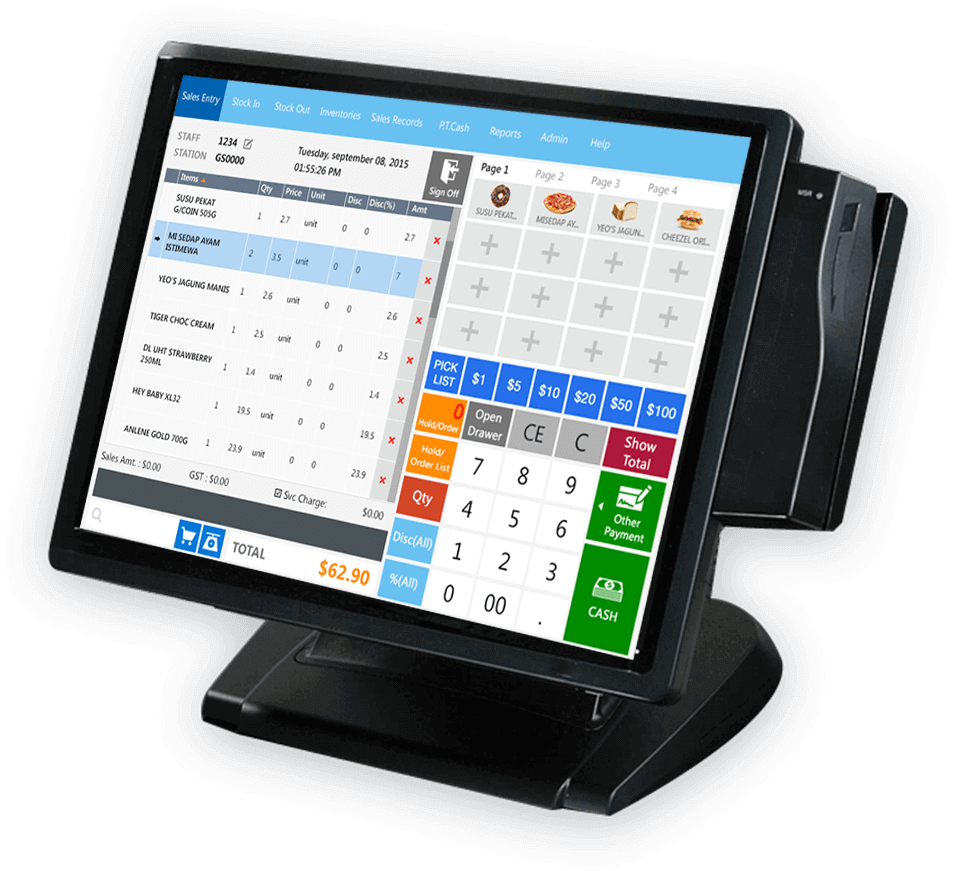 Sales Entry Stock In Stock Out Inventories Sales Records P.T.Cash Reports Admin Help
STAFF 1234
STATION GS0000
Tuesday, september 08, 2015
01:55:26 PM
Sign Off
Items Qty Price Unit Disc Disc(%) Amt
SUSU PEKAT
G/COIN 505G 1 2.7 unit 0 0 2.7 x
MI SEDAP AYAM
ISTIMEWA 2 3.5 unit 0 0 7 x
YEO'S JAGUNG MANIS 1 2.6 unit 0 0 2.6 x
TIGER CHOC CREAM 1 2.5 unit 0 0 2.5 x
DL UHT STRAWBERRY
250ML 1 1.4 unit 0 0 1.4 x
HEY BABY XL32 1 19.5 unit 0 0 19.5 x
ANLENE GOLD 700G 1 23.9 unit 0 0 23.9 x
Sales Amt. : $0.00 GST : $0.00 Svc Charge: $0.00
TOTAL $62.90
Page 1 Page 2 Page 3 Page 4
SUSU PEKAT... MISEDAP AY... YEO'S JAGUN... CHEEZEL ORI...
PICK
LIST $1 $5 $10 $20 $50 $100
0
Hold/Order
Open
Drawer
CE C
Show
Total
Hold/
Order List
7 8 9
Qty
4 5 6
Other
Payment
Disc(All)
1 2 3
%(All)
0 00 .
CASH